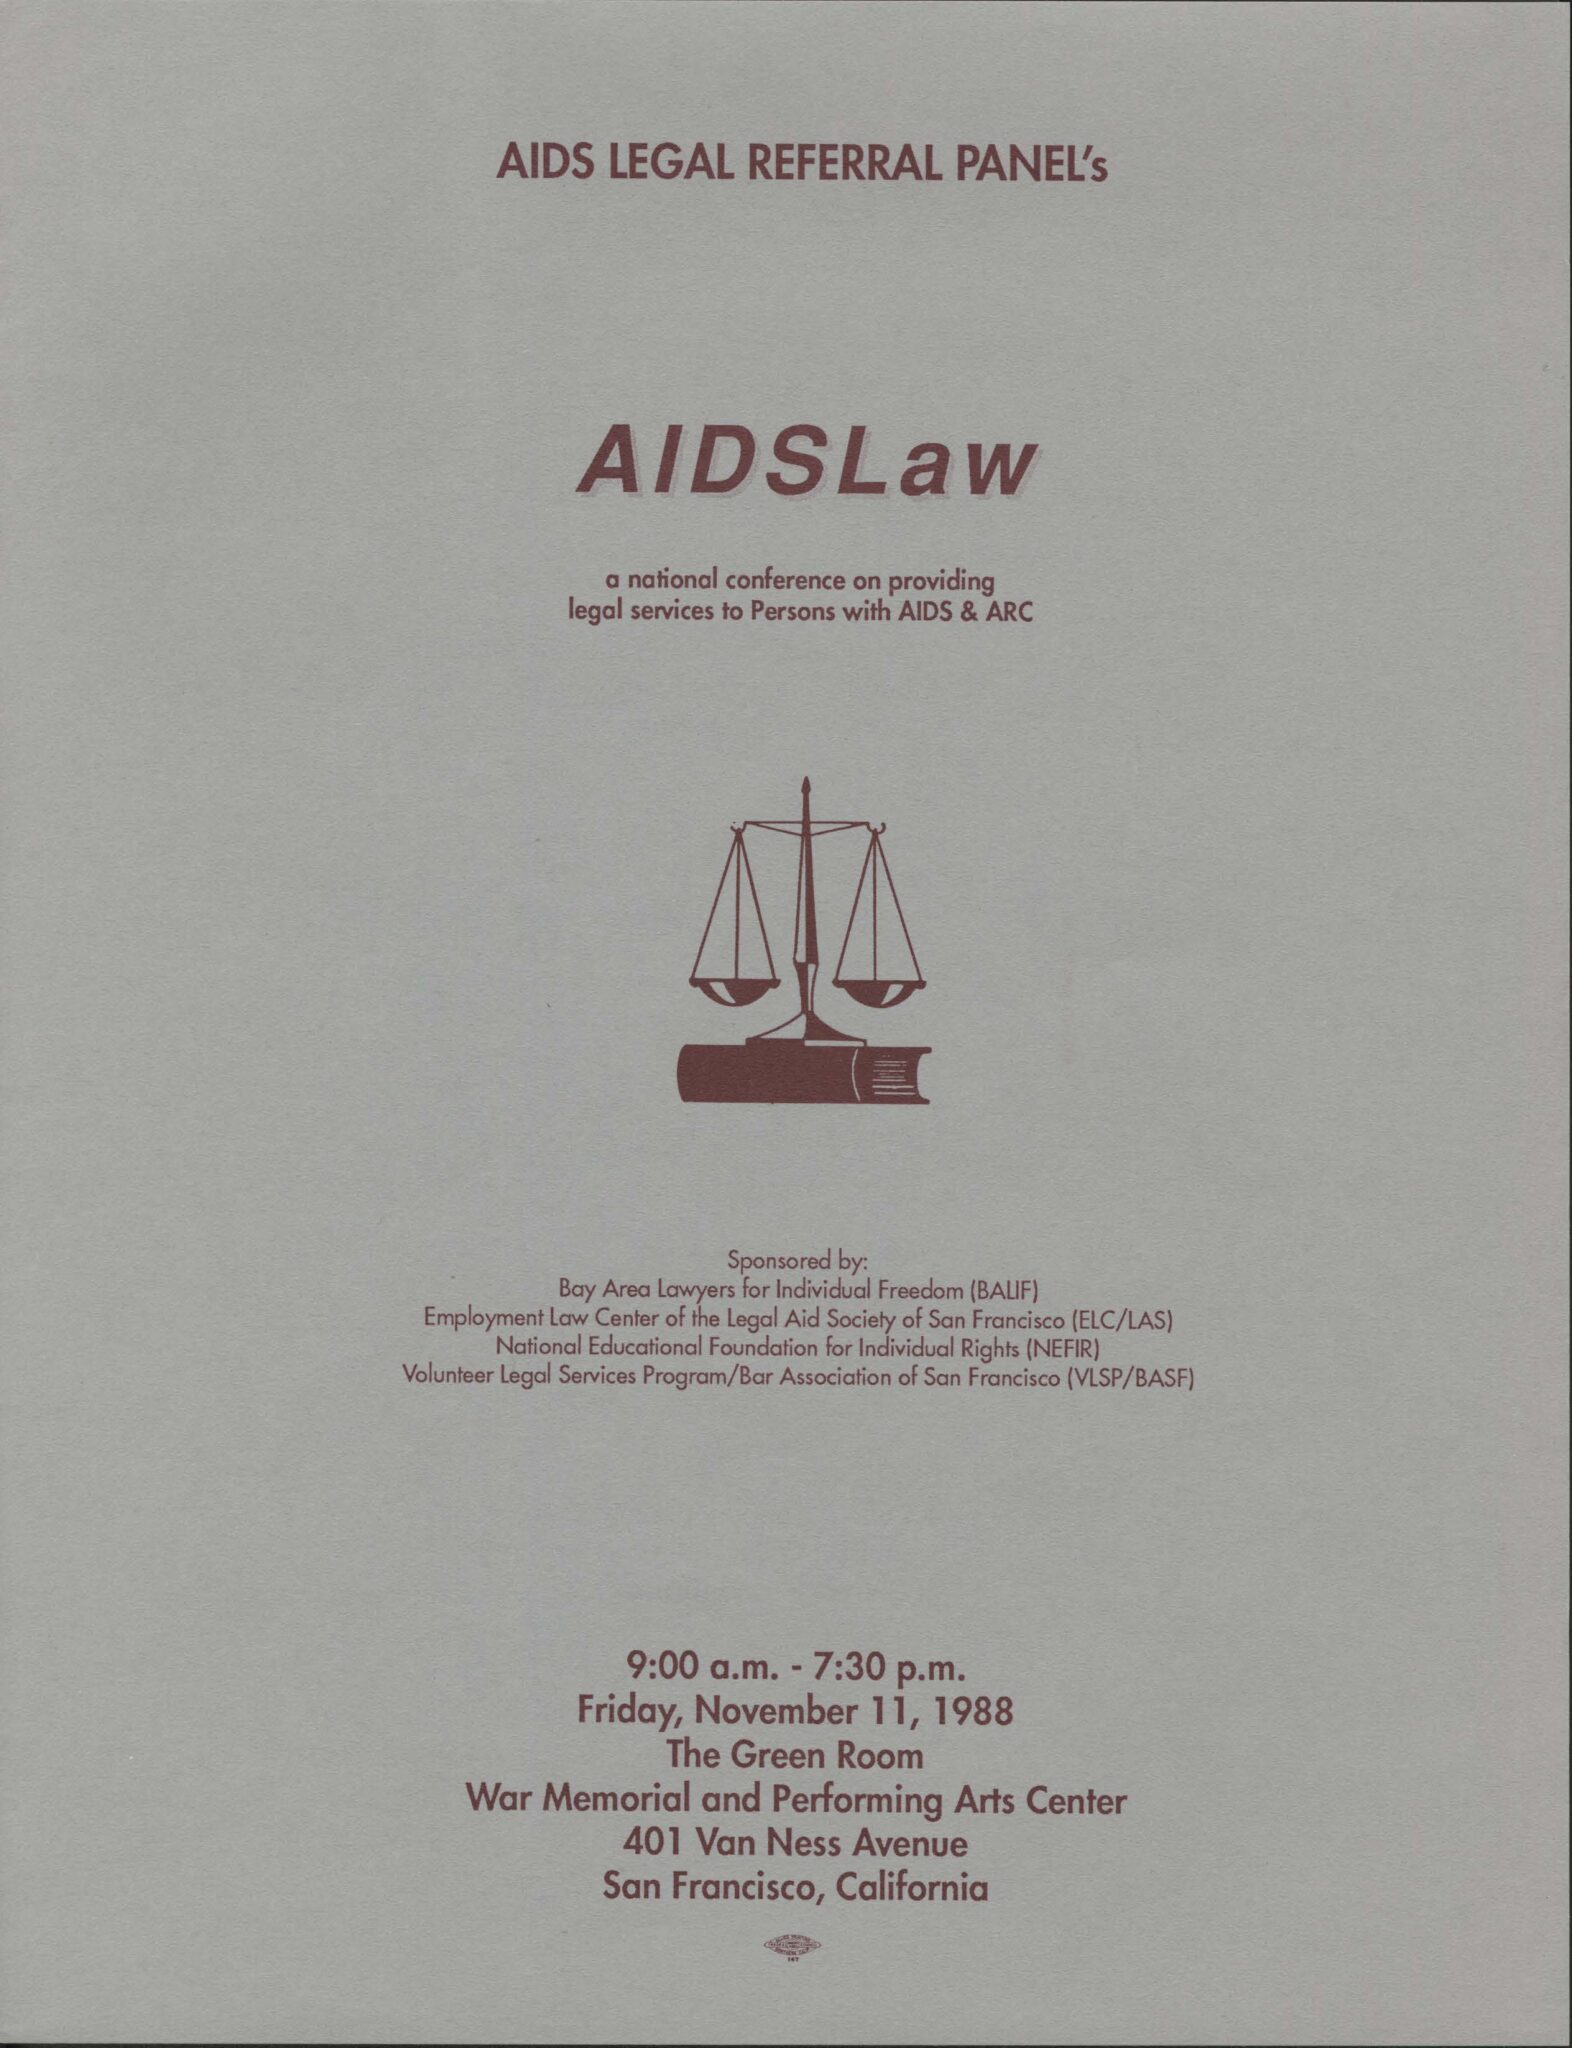 AIDS LEGAL REFERRAL PANEL's
AIDSLaw
a national conference on providing
legal services to Persons with AIDS & ARC
Sponsored by:
Bay Area Lawyers for Individual Freedom (BALIF)
Employment Law Center of the Legal Aid Society of San Francisco (ELC/LAS)
National Educational Foundation for Individual Rights (NEFIR)
Volunteer Legal Services Program/Bar Association of San Francisco (VLSP/BASF)
9:00 a.m. - 7:30 p.m.
Friday, November 11, 1988
The Green Room
War Memorial and Performing Arts Center
401 Van Ness Avenue
San Francisco, California